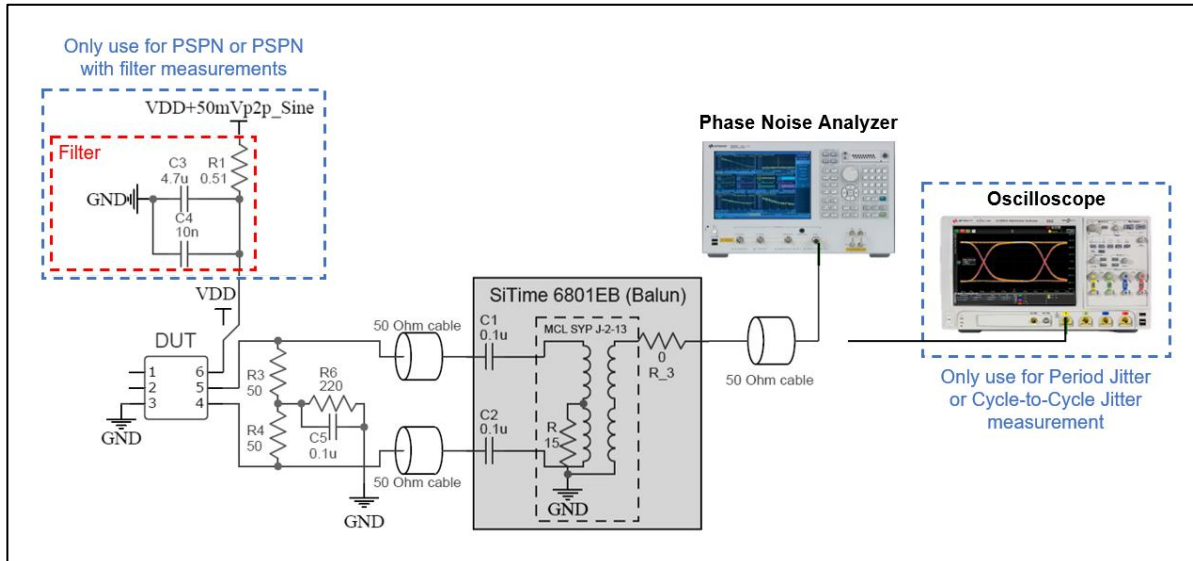 Only use for PSPN or PSPN
with filter measurements
VDD+50mVp2p_Sine
Filter
C3
4.7u
R1
0.51
GND
C4
10n
VDD
DUT
1
2
3
6
5
4
GND
R3
50
R4
50
R6
220
C5
0.1u
GND
50 Ohm cable
50 Ohm cable
SiTime 6801EB (Balun)
C1
0.1u
C2
0.1u
MCL SYP J-2-13
R
15
GND
0
R_3
50 Ohm cable
Phase Noise Analyzer
Oscilloscope
Only use for Period Jitter
or Cycle-to-Cycle Jitter
measurement